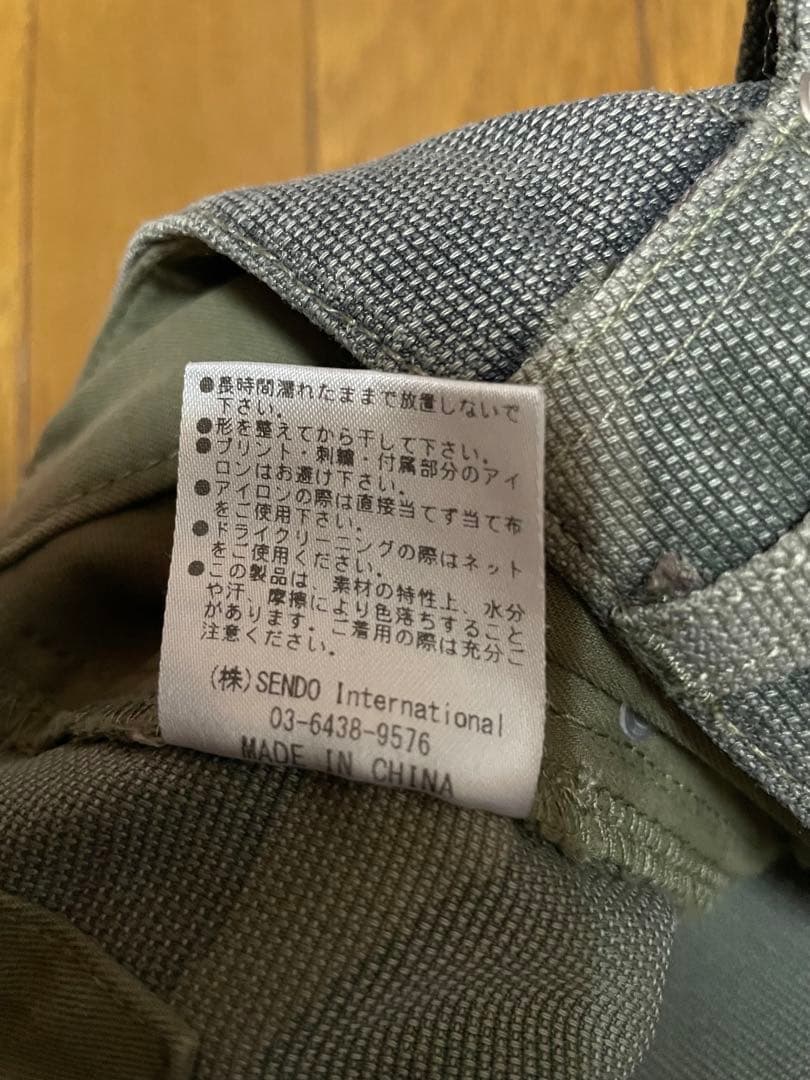 ●長時間濡れたままで放置しないで
下さい。
●形を整えてから干して下さい。
●プリント・刺繍・付属部分のアイ
ロンはお避け下さい。
●アイロンの際は直接当てず当て布
をご使用下さい。
●ドライクリーニングの際はネット
をご使用ください。
●この製品は、素材の特性上、水分
や汗、摩擦により色落ちすること
があります。ご着用の際は充分ご
注意ください。
(株)SENDO International
03-6438-9576
MADE IN CHINA